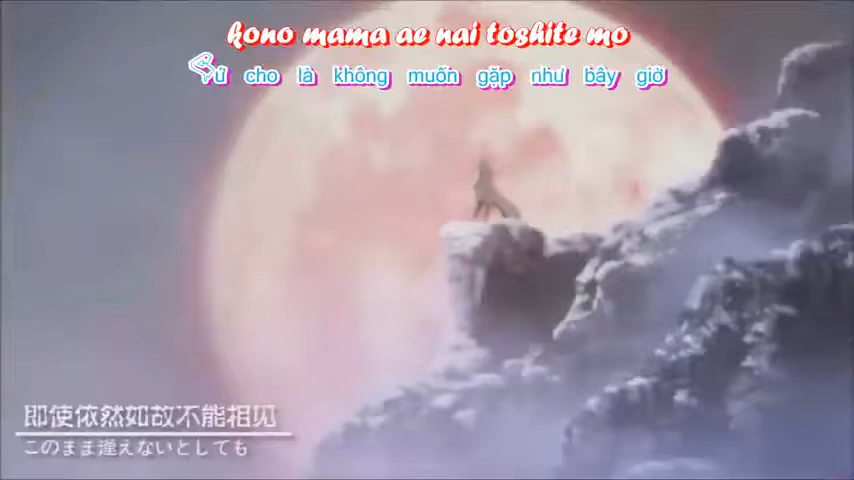 kono mama ae nai toshite mo
Cứ cho là không muốn gặp như bây giờ
即使依然如故不能相见
このまま逢えないとしても